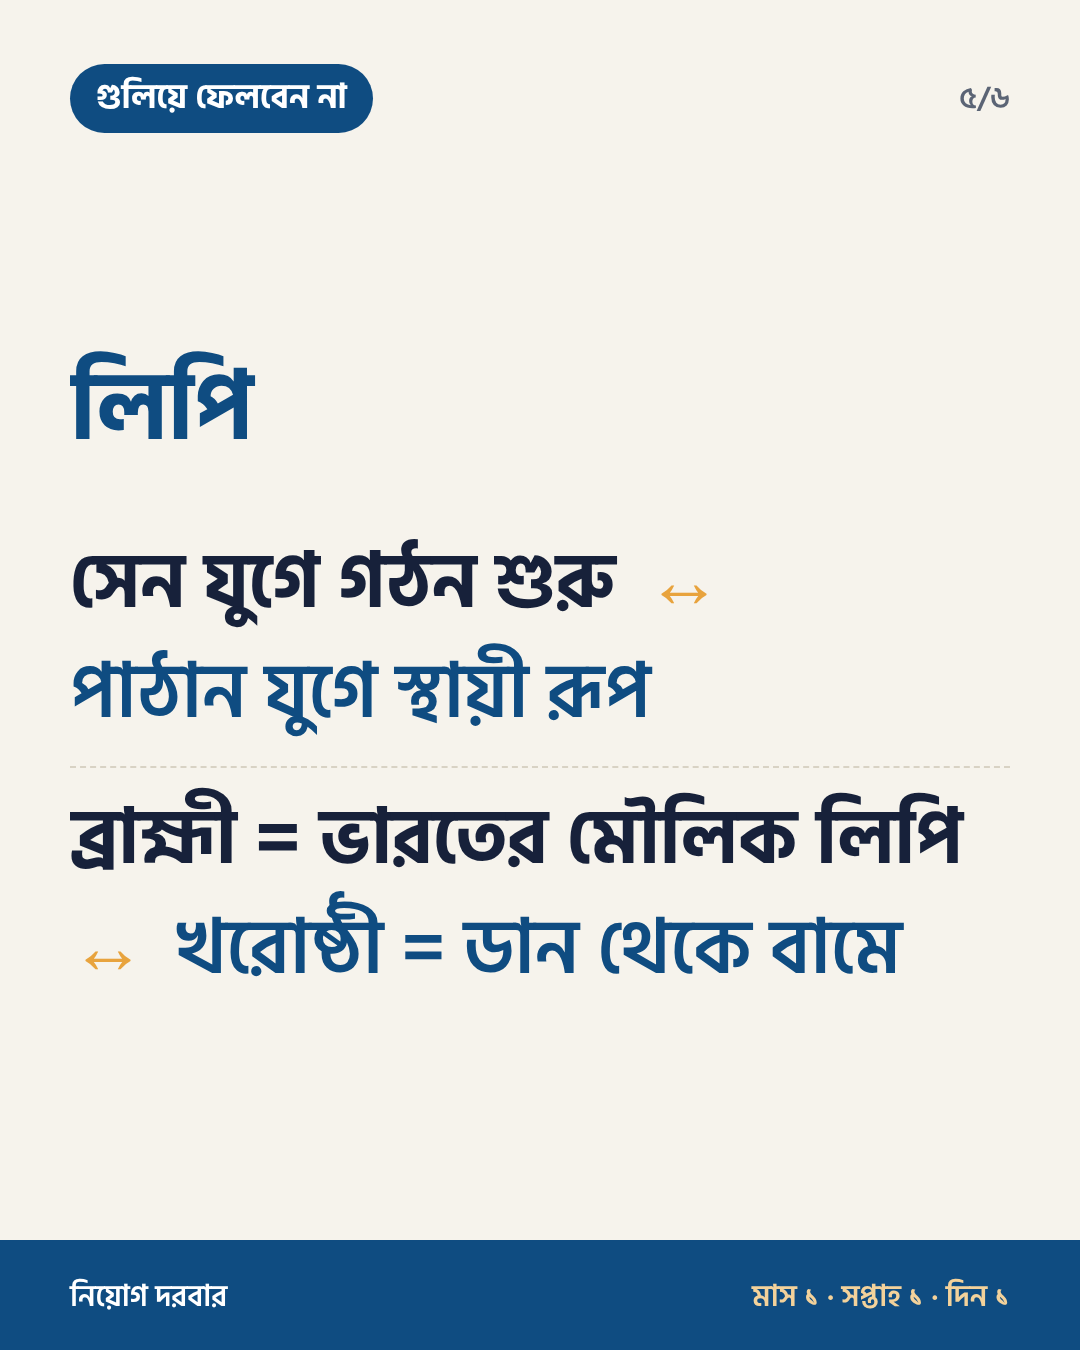 গুলিয়ে ফেলবেন না
৫/৬
লিপি
সেন যুগে গঠন শুরু ↔
পাঠান যুগে স্থায়ী রূপ
ব্রাহ্মী = ভারতের মৌলিক লিপি
↔ খরোষ্ঠী = ডান থেকে বামে
নিয়োগ দরবার
মাস ১ · সপ্তাহ ১ · দিন ১